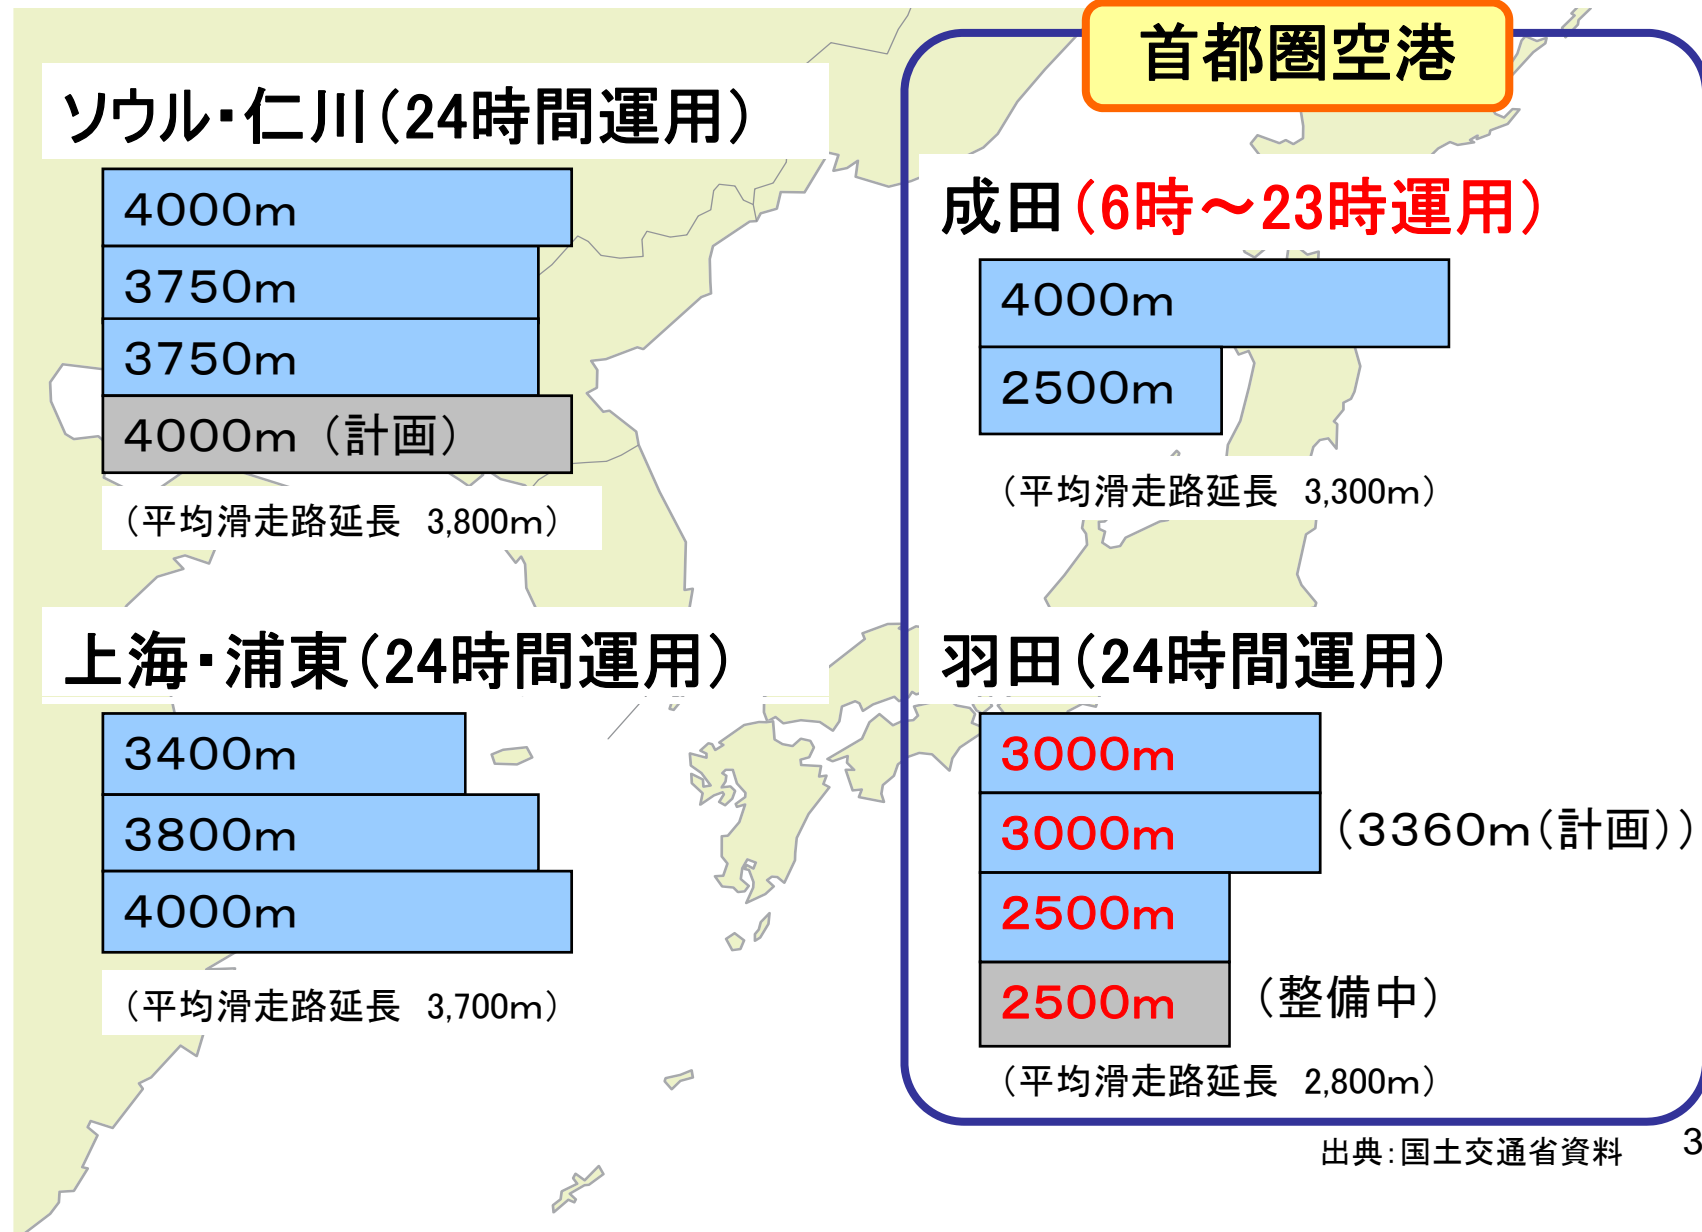 首都圏空港
ソウル・仁川（24時間運用）
4000m
3750m
3750m
4000m（計画）
（平均滑走路延長　3,800m）
上海・浦東（24時間運用）
3400m
3800m
4000m
（平均滑走路延長　3,700m）
成田（6時～23時運用）
4000m
2500m
（平均滑走路延長　3,300m）
羽田（24時間運用）
3000m
3000m （3360m（計画））
2500m
2500m （整備中）
（平均滑走路延長　2,800m）
出典：国土交通省資料
3